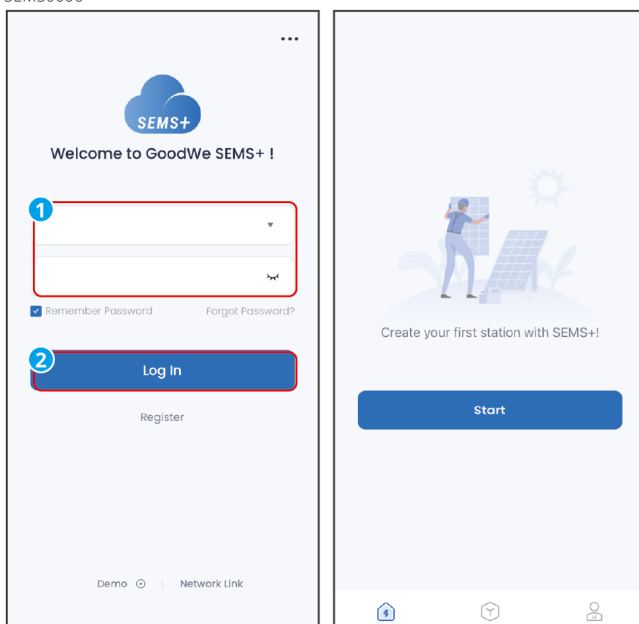 SEMS+
Welcome to GoodWe SEMS+ !
1
Remember Password Forgot Password?
2
Log In
Register
Demo Network Link
Create your first station with SEMS+!
Start